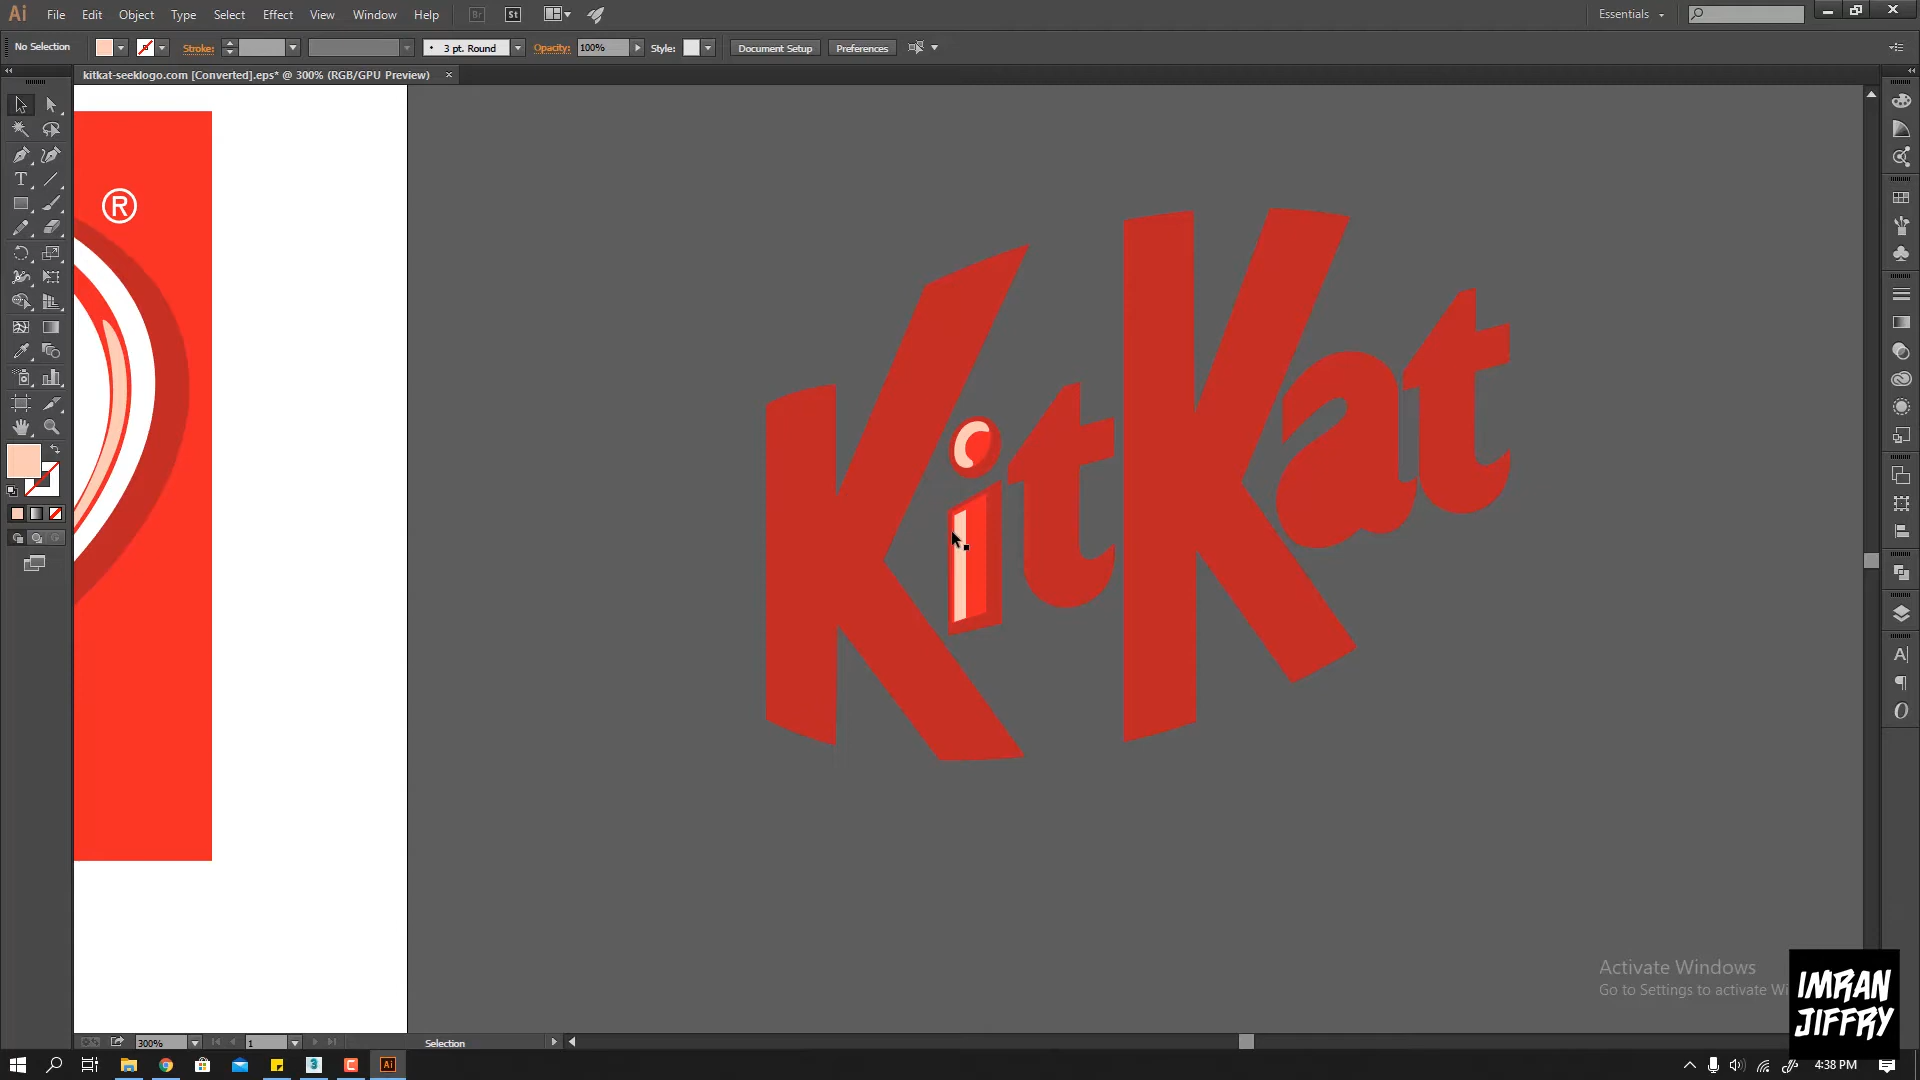 Ai File Edit Object Type Select Effect View Window Help Br St Essentials
No Selection Stroke: 3 pt. Round Opacity: 100% Style: Document Setup Preferences
kitkat-seeklogo.com [Converted].eps* @ 300% (RGB/GPU Preview) ×
®
KitKat
Activate Windows
Go to Settings to activate Wi
IMRAN
JIFFRY
300% 1 Selection
4:38 PM